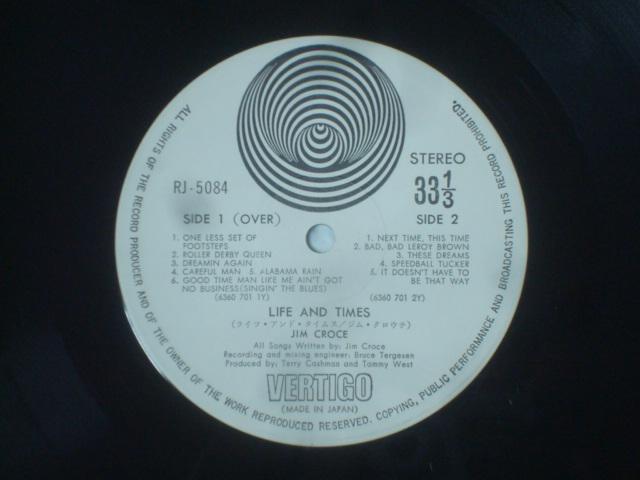 RJ-5084
STEREO
33 1/3
SIDE 1 (OVER)
1. ONE LESS SET OF
FOOTSTEPS
2. ROLLER DERBY QUEEN
3. DREAMIN AGAIN
4. CAREFUL MAN 5. ALABAMA RAIN
6. GOOD TIME MAN LIKE ME AIN'T GOT
NO BUSINESS(SINGIN' THE BLUES)
(6360 701 1Y)
SIDE 2
1. NEXT TIME, THIS TIME
2. BAD, BAD LEROY BROWN
3. THESE DREAMS
4. SPEEDBALL TUCKER
5. IT DOESN'T HAVE TO
BE THAT WAY
(6360 701 2Y)
LIFE AND TIMES
(ライフ・アンド・タイムス/ジム・クロウチ)
JIM CROCE
All Songs Written by: Jim Croce
Recording and mixing engineer: Bruce Tergesen
Produced by: Terry Cashman and Tommy West
VERTIGO
(MADE IN JAPAN)
ALL RIGHTS OF THE RECORD PRODUCER AND OF THE OWNER OF THE WORK REPRODUCED RESERVED. COPYING, PUBLIC PERFORMANCE AND BROADCASTING THIS RECORD PROHIBITED.